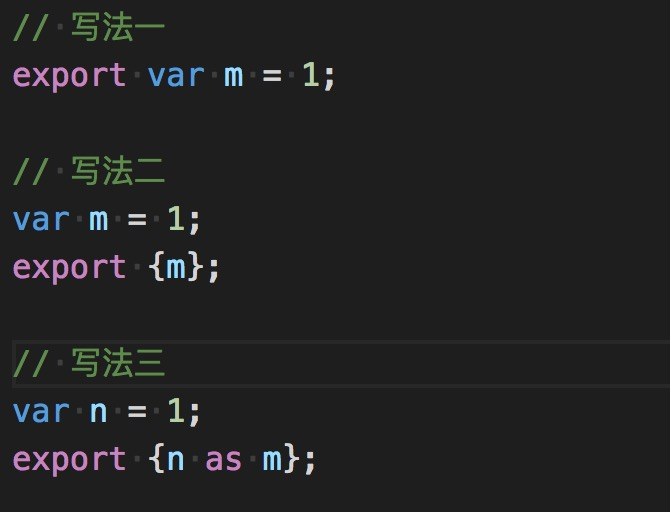 // 写法一
export var m = 1;
// 写法二
var m = 1;
export {m};
// 写法三
var n = 1;
export {n as m};